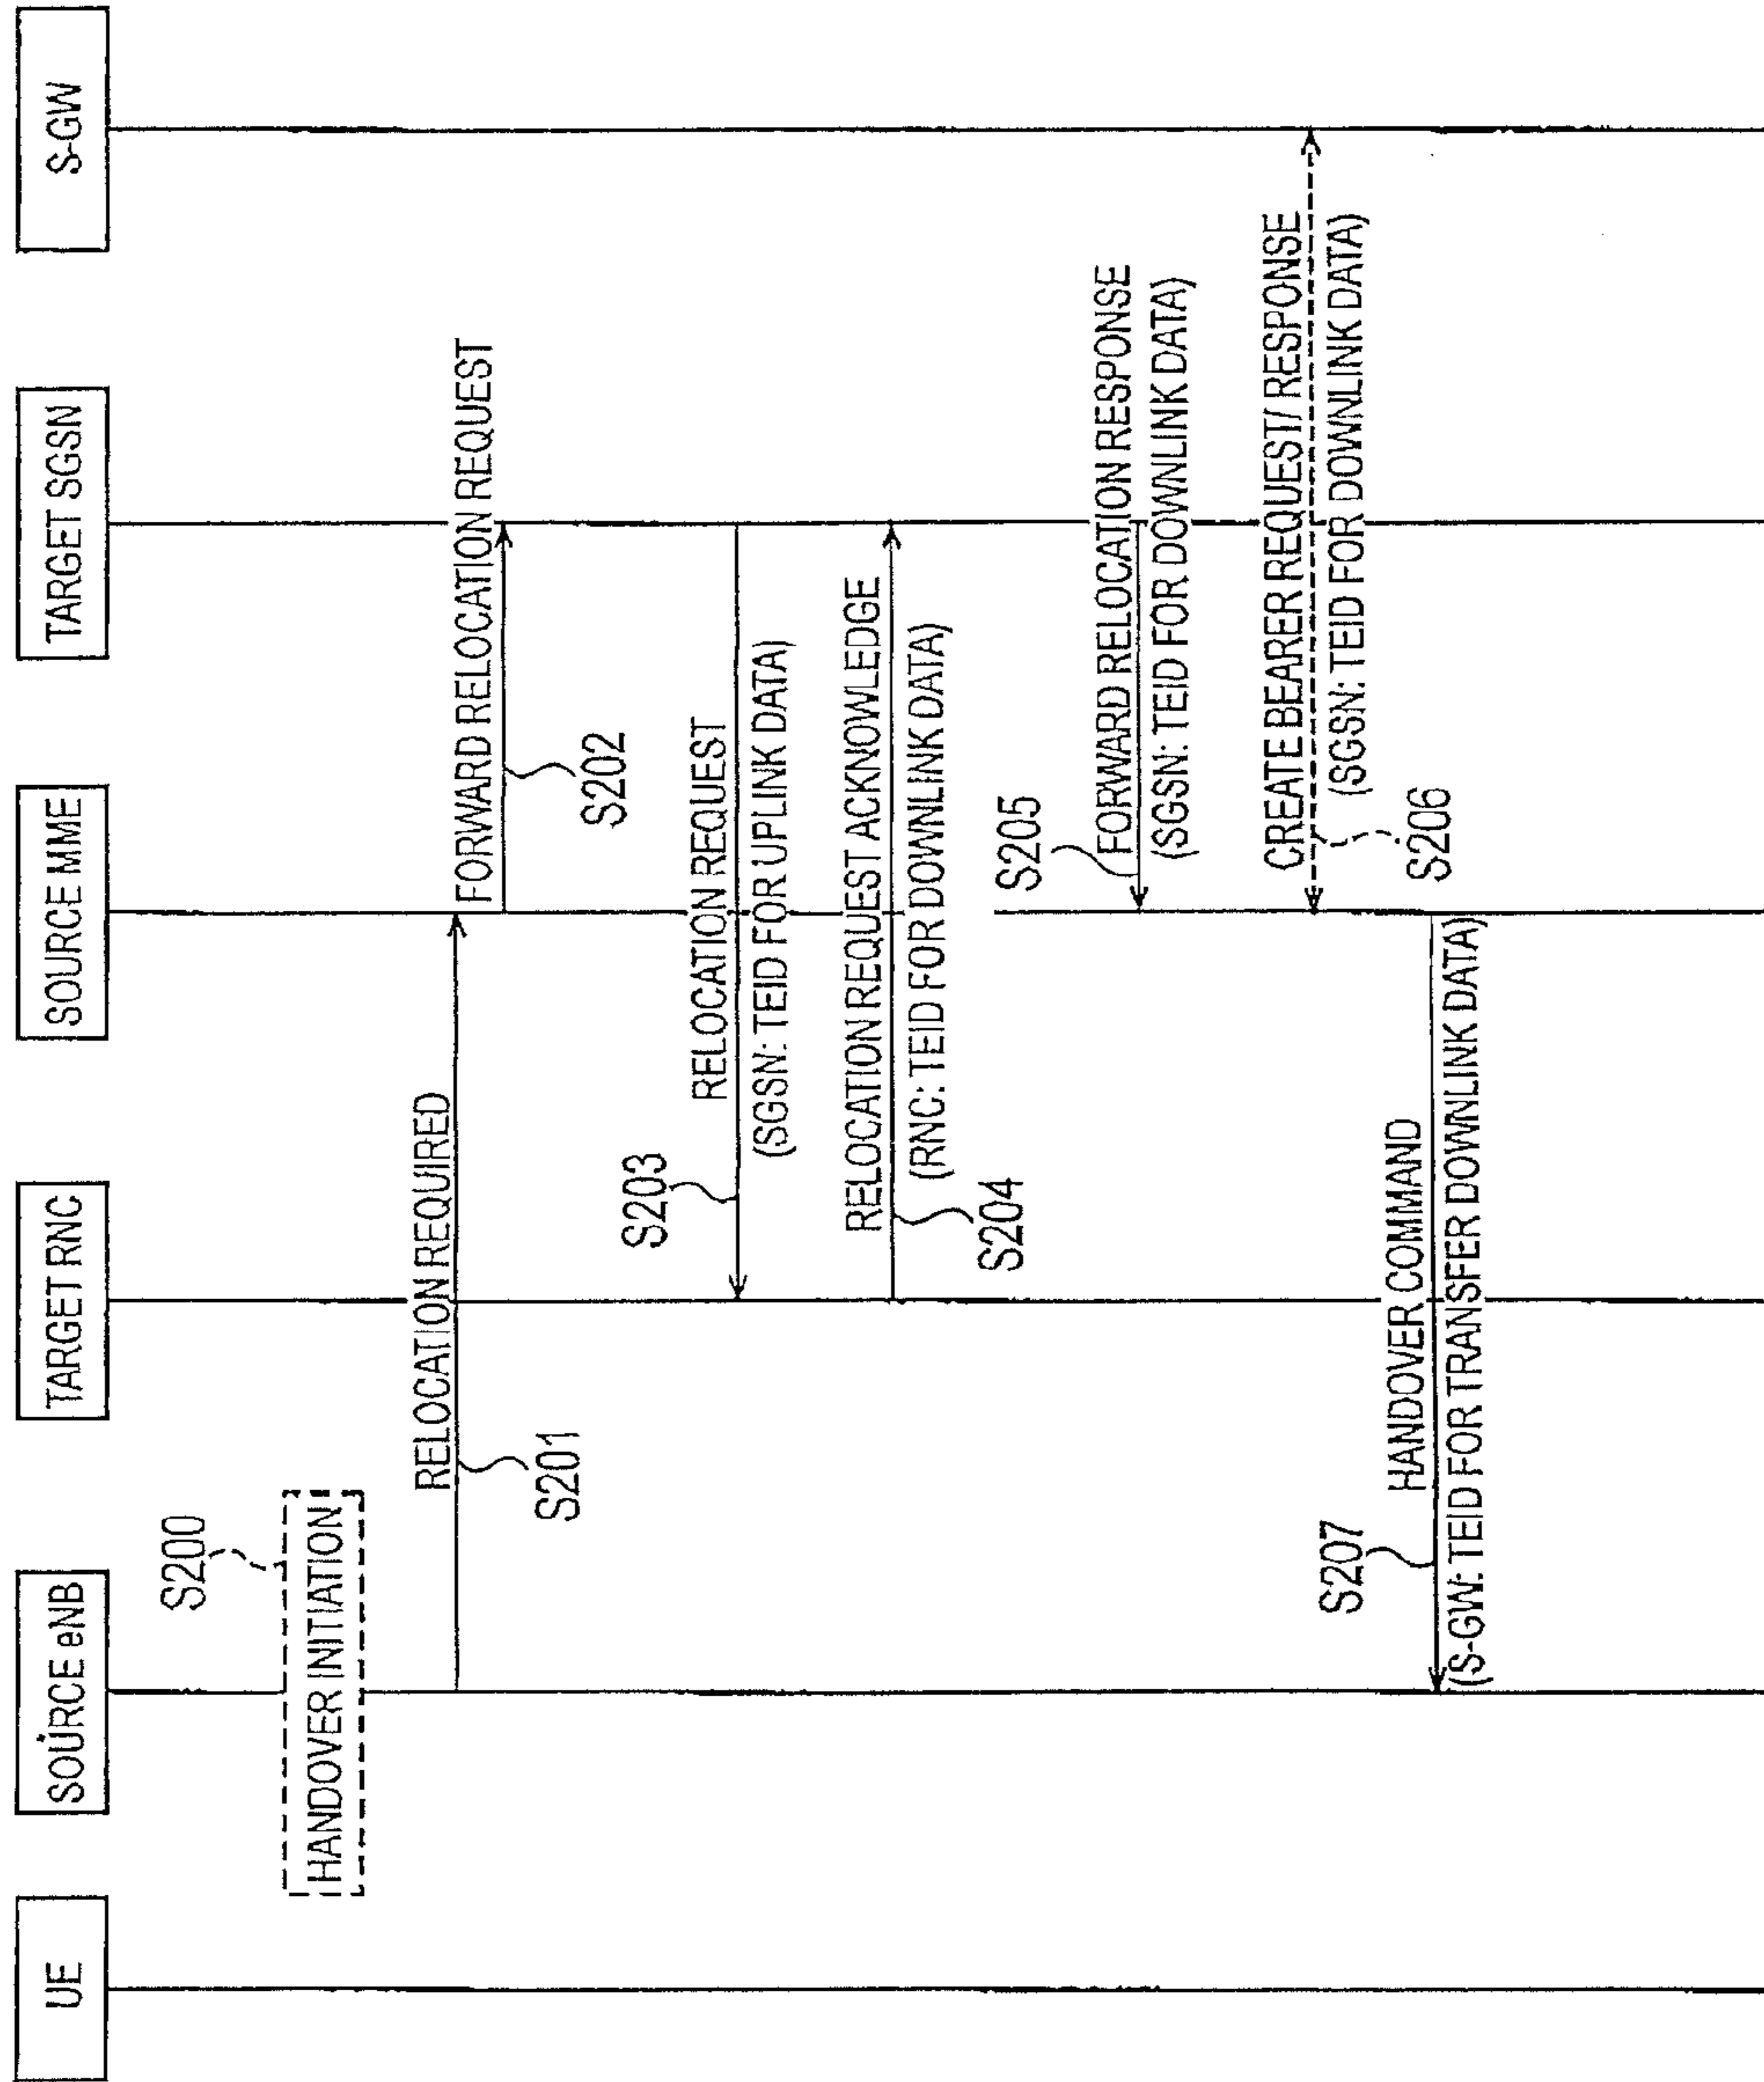 UE
SOURCE eNB
TARGET RNC
SOURCE MME
TARGET SGSN
S-GW
S200
HANDOVER INITIATION
RELOCATION REQUIRED
S201
FORWARD RELOCATION REQUEST
S202
RELOCATION REQUEST
S203
(SGSN: TEID FOR UPLINK DATA)
RELOCATION REQUEST ACKNOWLEDGE
(RNC: TEID FOR DOWNLINK DATA)
S204
S205
FORWARD RELOCATION RESPONSE
(SGSN: TEID FOR DOWNLINK DATA)
CREATE BEARER REQUEST/ RESPONSE
(SGSN: TEID FOR DOWNLINK DATA)
S206
HANDOVER COMMAND
S207
(S-GW: TEID FOR TRANSFER DOWNLINK DATA)